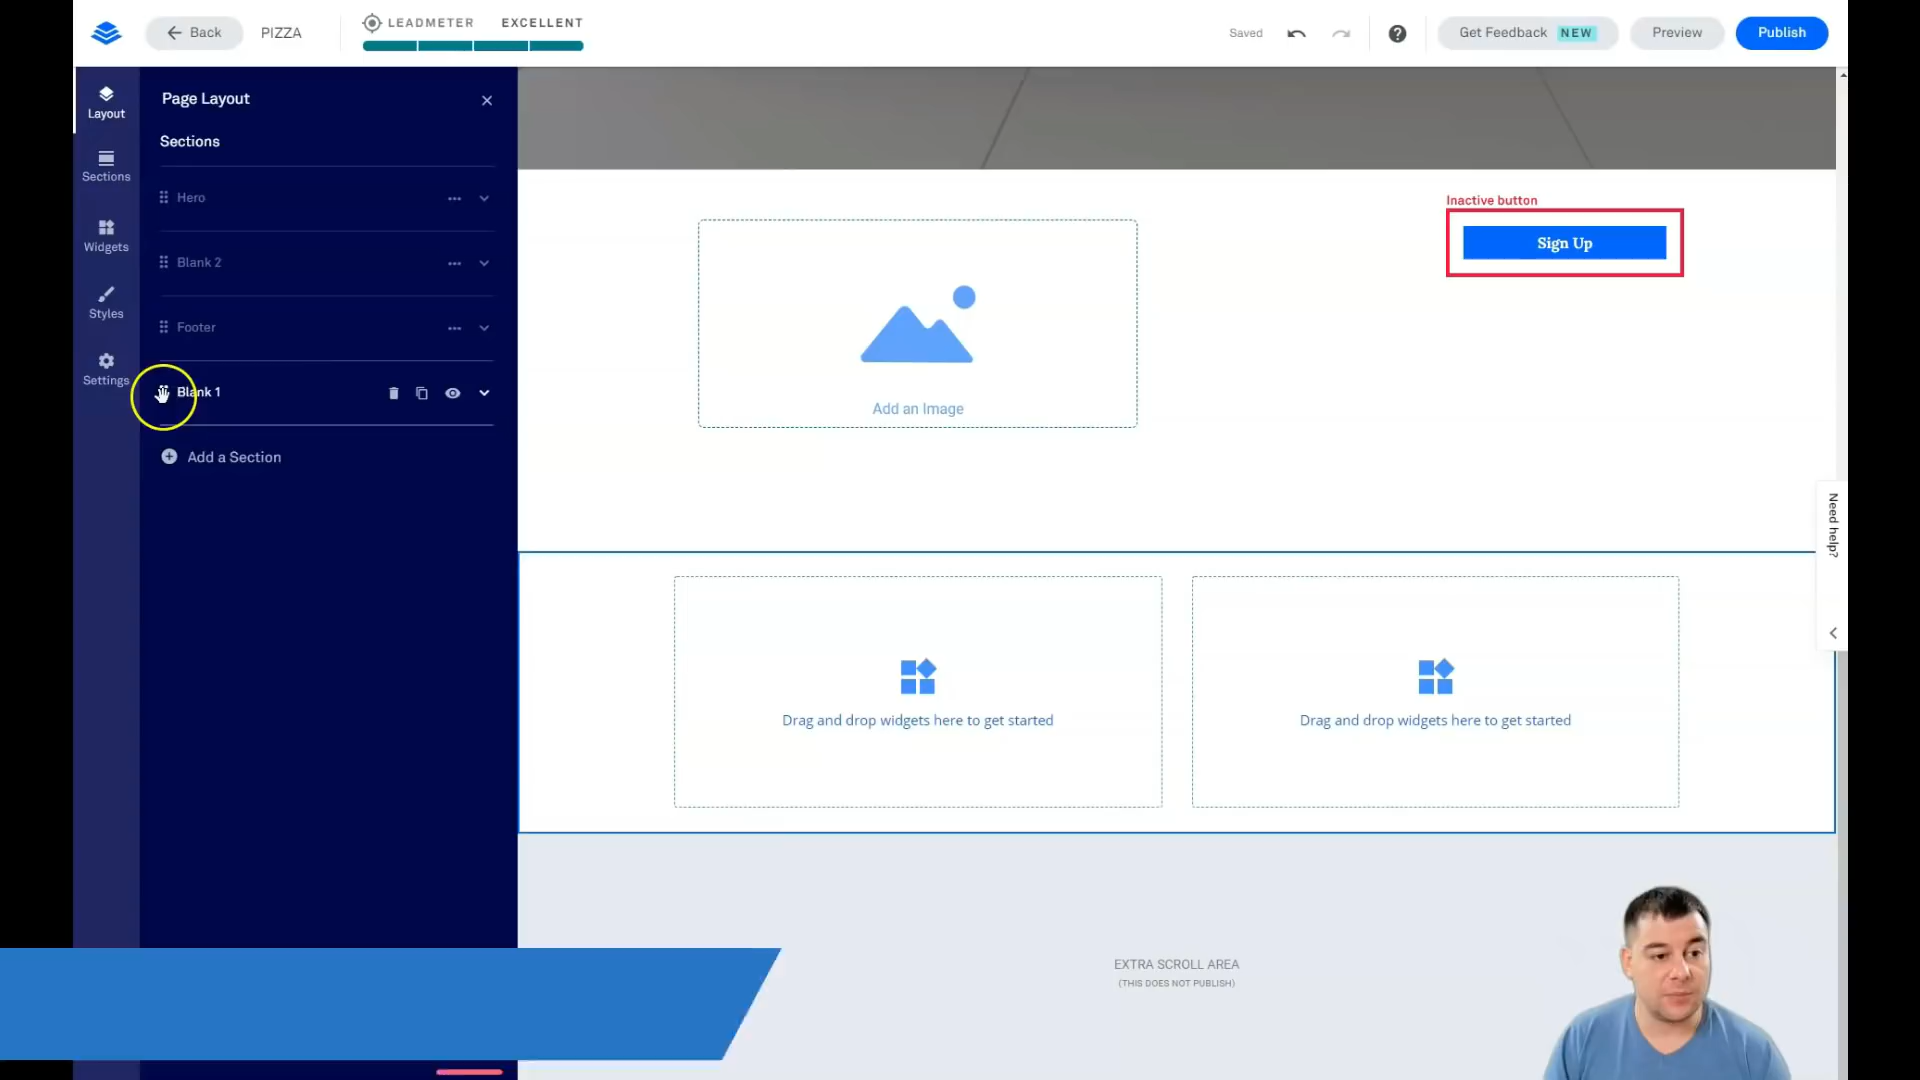 Back
PIZZA
LEADMETER EXCELLENT
Saved
Get Feedback NEW
Preview
Publish
Layout
Sections
Widgets
Styles
Settings
Page Layout
Sections
Hero
Blank 2
Footer
Blank 1
Add a Section
Inactive button
Sign Up
Add an Image
Need help?
Drag and drop widgets here to get started
Drag and drop widgets here to get started
EXTRA SCROLL AREA
(THIS DOES NOT PUBLISH)